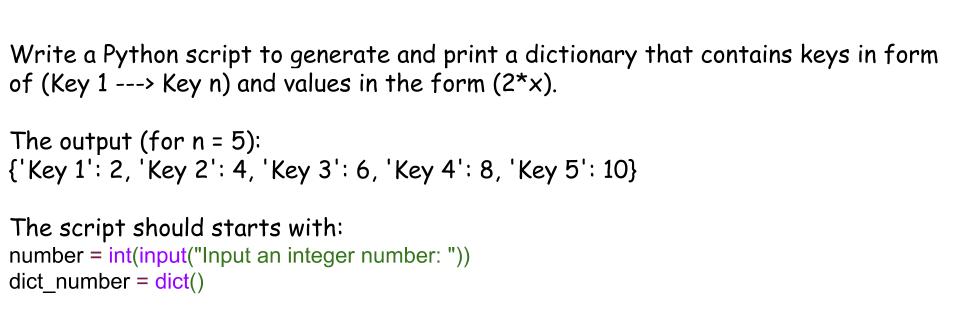 Write a Python script to generate and print a dictionary that contains keys in form
of (Key 1 ---> Key n) and values in the form (2*x).
The output (for n = 5):
{'Key 1': 2, 'Key 2': 4, 'Key 3': 6, 'Key 4': 8, 'Key 5': 10}
The script should starts with:
number = int(input("Input an integer number: "))
dict_number = dict()